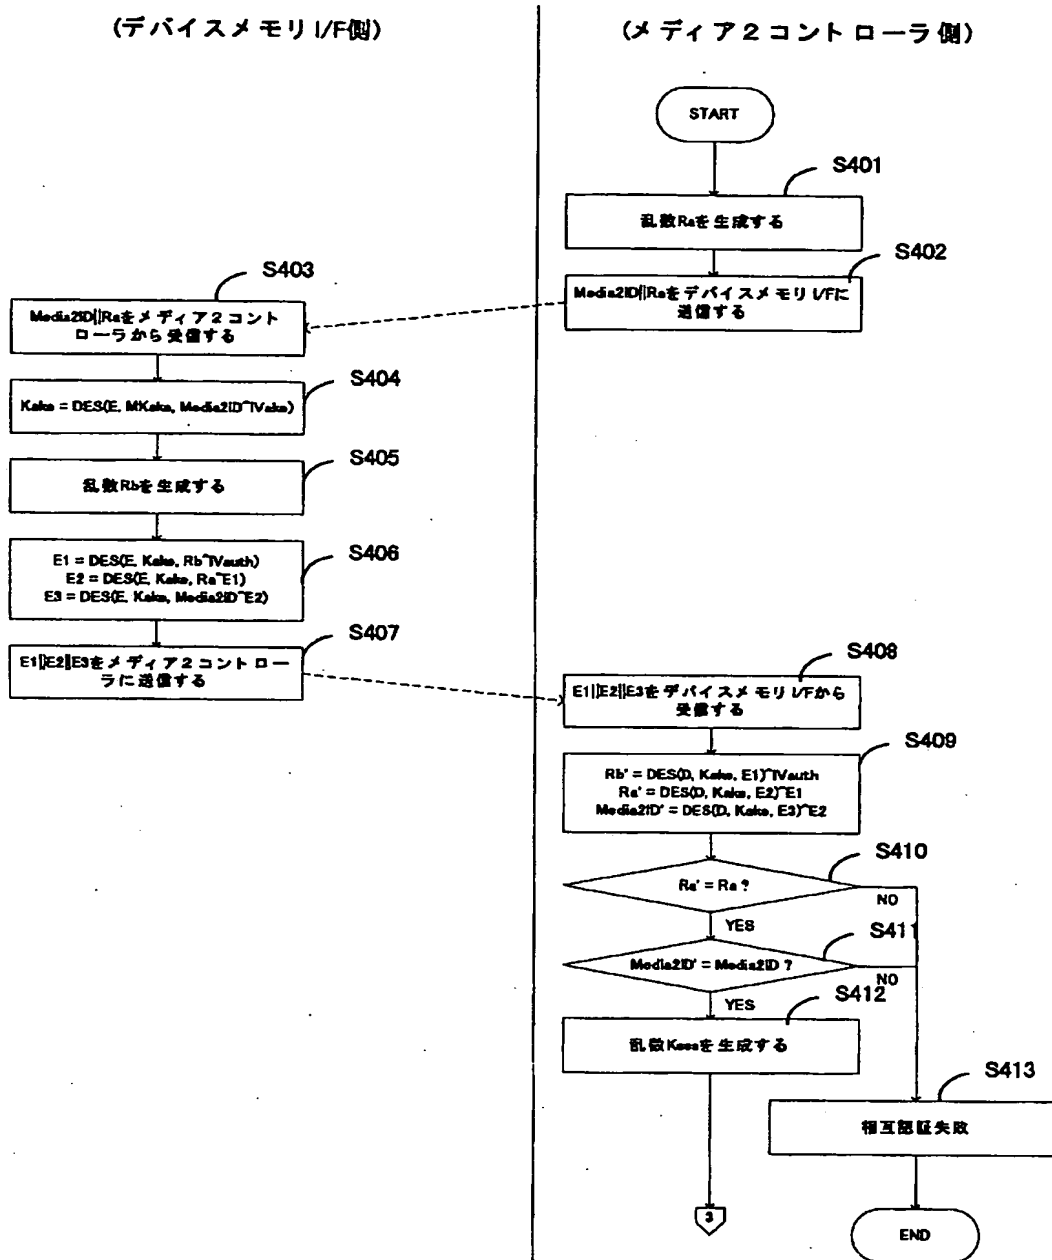 (デバイスメモリI/F側)
(メディア2コントローラ側)
START
S401
乱数Raを生成する
S402
Media2ID||Raをデバイスメモリ I/Fに
送信する
S403
Media2ID||Raをメディア2コント
ローラから受信する
S404
Kake = DES(E, MKake, Media2ID^IVake)
S405
乱数Rbを生成する
S406
E1 = DES(E, Kake, Rb^IVauth)
E2 = DES(E, Kake, Ra^E1)
E3 = DES(E, Kake, Media2ID^E2)
S407
E1||E2||E3をメディア2コントロー
ラに送信する
S408
E1||E2||E3をデバイスメモリI/Fから
受信する
S409
Rb' = DES(D, Kake, E1)^IVauth
Ra' = DES(D, Kake, E2)^E1
Media2ID' = DES(D, Kake, E3)^E2
S410
Ra' = Ra ?
NO
YES
S411
Media2ID' = Media2ID ?
NO
YES
S412
乱数Ksesを生成する
S413
相互認証失敗
3
END